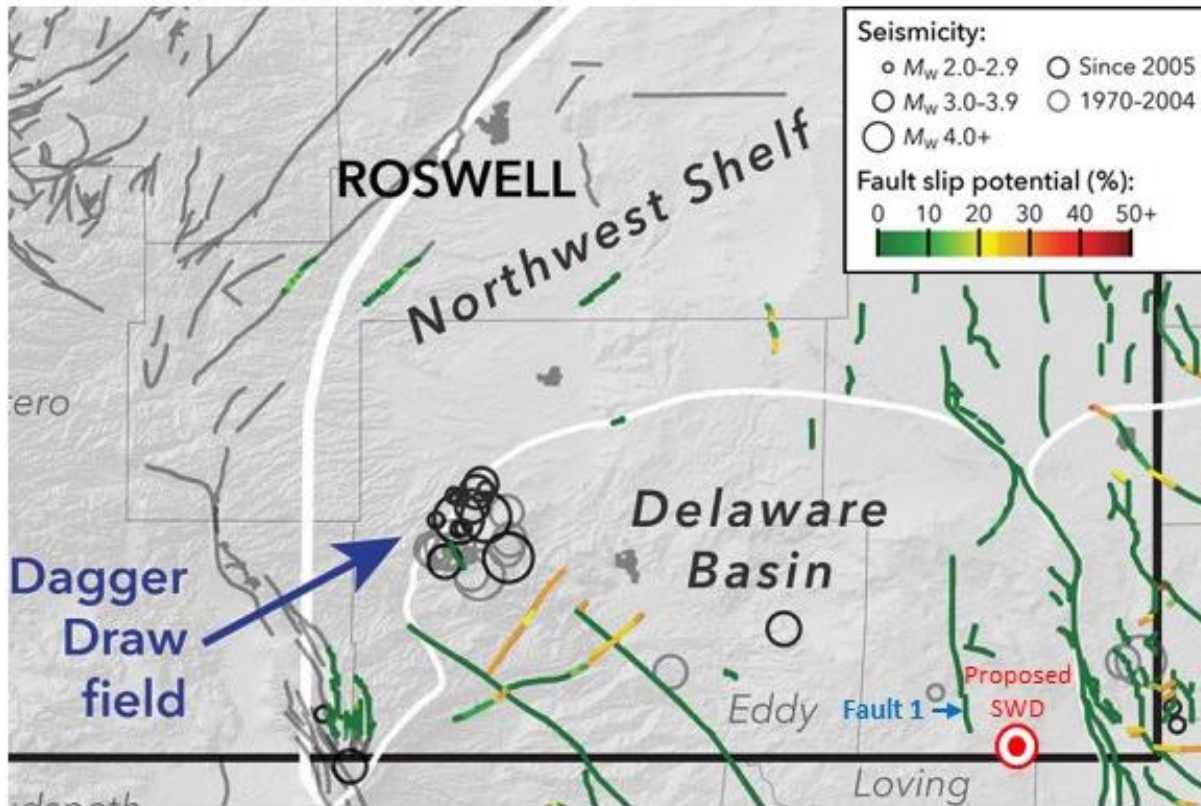 Seismicity:
Mw 2.0-2.9
Since 2005
Mw 3.0-3.9
1970-2004
Mw 4.0+
Fault slip potential (%):
0 10 20 30 40 50+
ROSWELL
Northwest Shelf
tero
Delaware
Basin
Dagger
Draw
field
Proposed
SWD
Eddy
Fault 1
Loving
udspeth